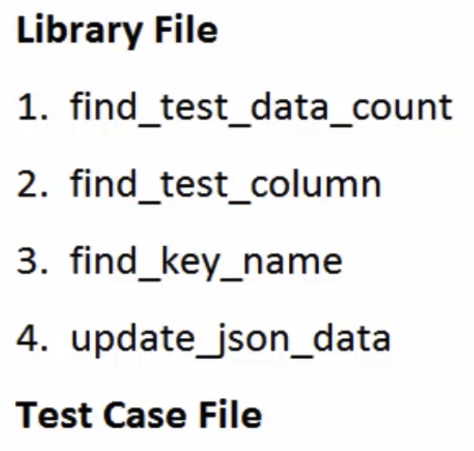 Library File
1. find_test_data_count
2. find_test_column
3. find_key_name
4. update_json_data
Test Case File